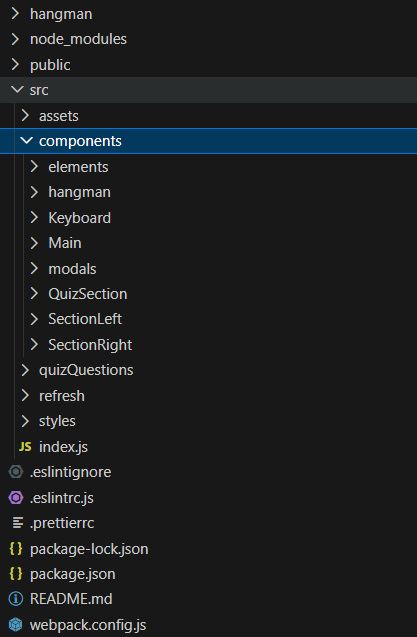 hangman
node_modules
public
src
assets
components
elements
hangman
Keyboard
Main
modals
QuizSection
SectionLeft
SectionRight
quizQuestions
refresh
styles
JS index.js
.eslintignore
.eslintrc.js
.prettierrc
{} package-lock.json
{} package.json
README.md
webpack.config.js